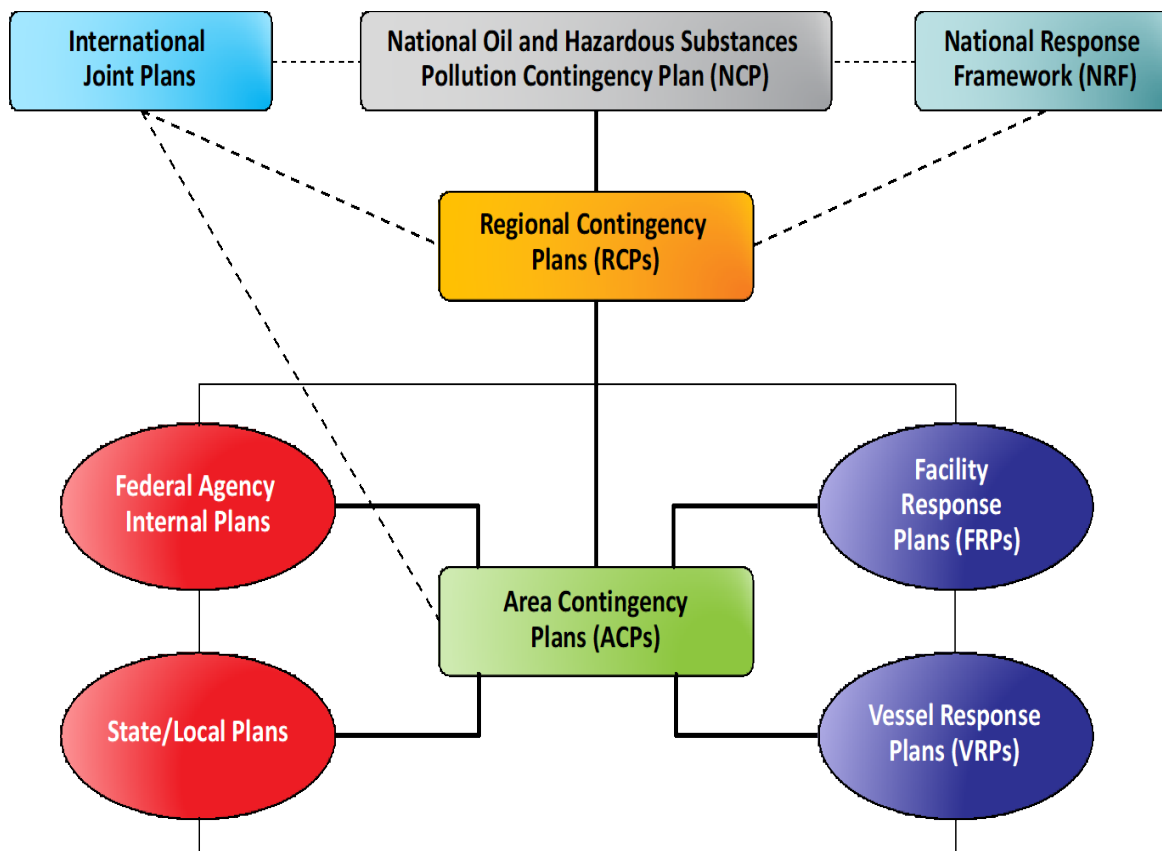 International
Joint Plans
National Oil and Hazardous Substances
Pollution Contingency Plan (NCP)
National Response
Framework (NRF)
Regional Contingency
Plans (RCPs)
Federal Agency
Internal Plans
Facility
Response
Plans (FRPs)
Area Contingency
Plans (ACPs)
State/Local Plans
Vessel Response
Plans (VRPs)